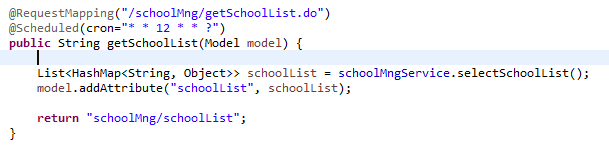 @RequestMapping("/schoolMng/getSchoolList.do")
@Scheduled(cron="* * 12 * * ?")
public String getSchoolList(Model model) {
List<HashMap<String, Object>> schoolList = schoolMngService.selectSchoolList();
model.addAttribute("schoolList", schoolList);
return "schoolMng/schoolList";
}